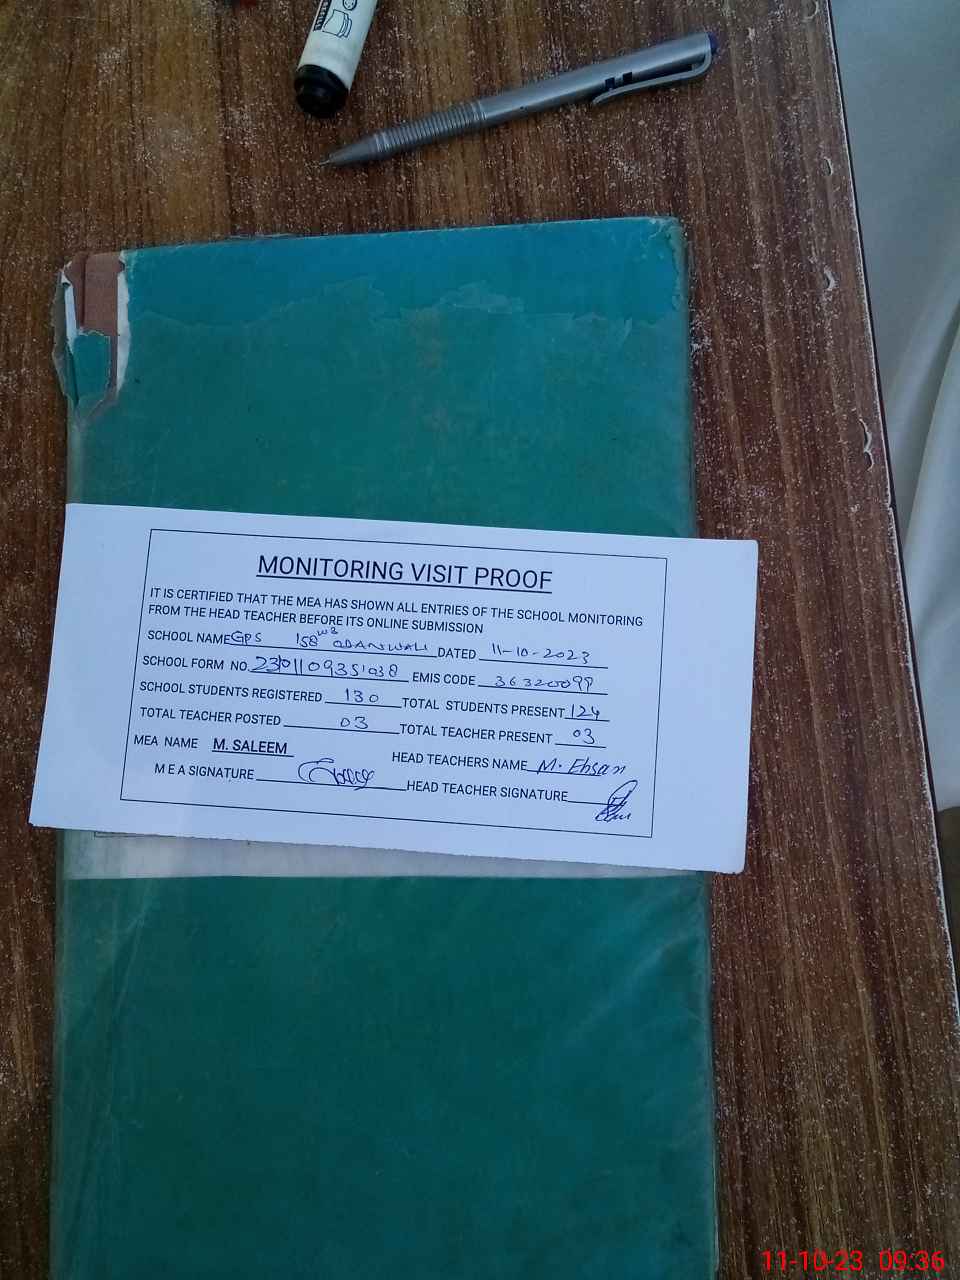 MONITORING VISIT PROOF
IT IS CERTIFIED THAT THE MEA HAS SHOWN ALL ENTRIES OF THE SCHOOL MONITORING
FROM THE HEAD TEACHER BEFORE ITS ONLINE SUBMISSION
SCHOOL NAME GPS 158 WB DATED 11-10-2023
SCHOOL FORM NO. EMIS CODE
SCHOOL STUDENTS REGISTERED 130 TOTAL STUDENTS PRESENT 124
TOTAL TEACHER POSTED 03 TOTAL TEACHER PRESENT 03
MEA NAME M. SALEEM HEAD TEACHERS NAME M. Ehsan
M E A SIGNATURE HEAD TEACHER SIGNATURE
11-10-23 09:36